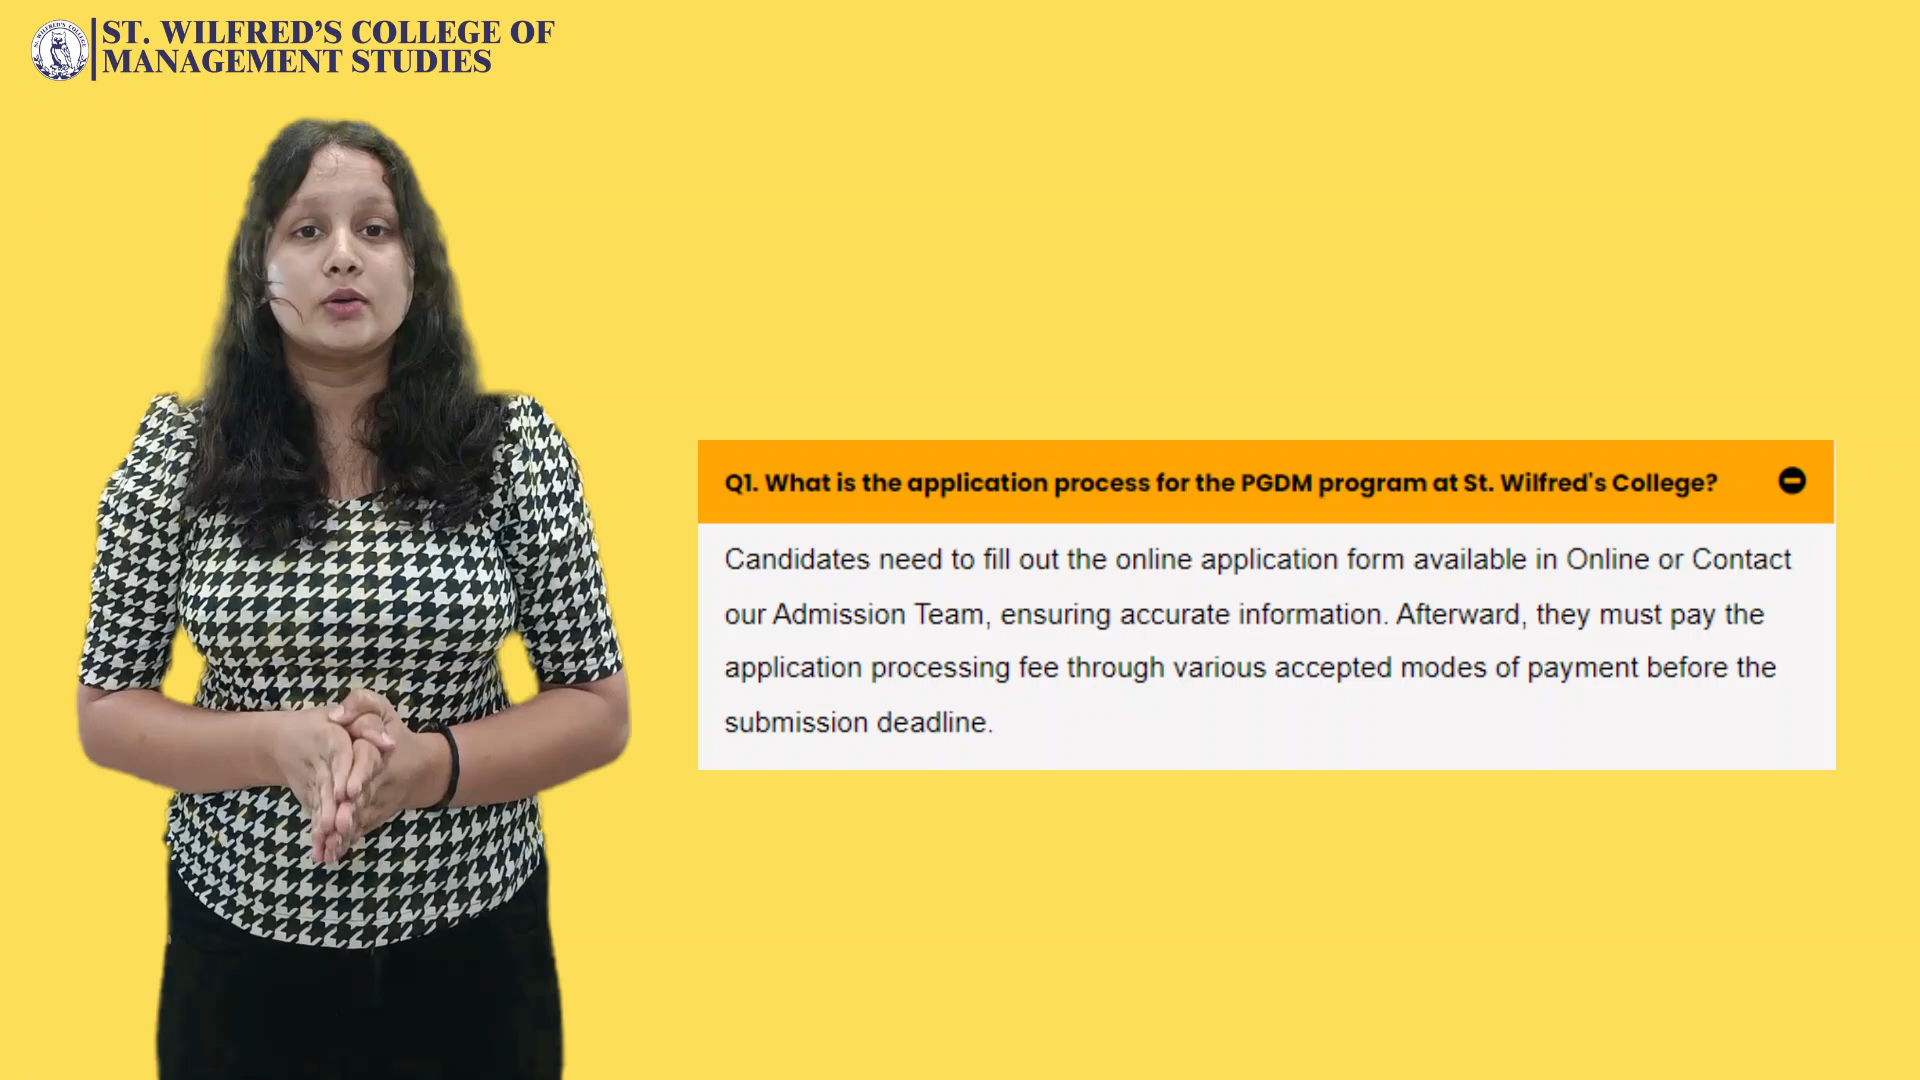 ST. WILFRED'S COLLEGE
ST. WILFRED’S COLLEGE OF
MANAGEMENT STUDIES
Q1. What is the application process for the PGDM program at St. Wilfred's College?
Candidates need to fill out the online application form available in Online or Contact
our Admission Team, ensuring accurate information. Afterward, they must pay the
application processing fee through various accepted modes of payment before the
submission deadline.